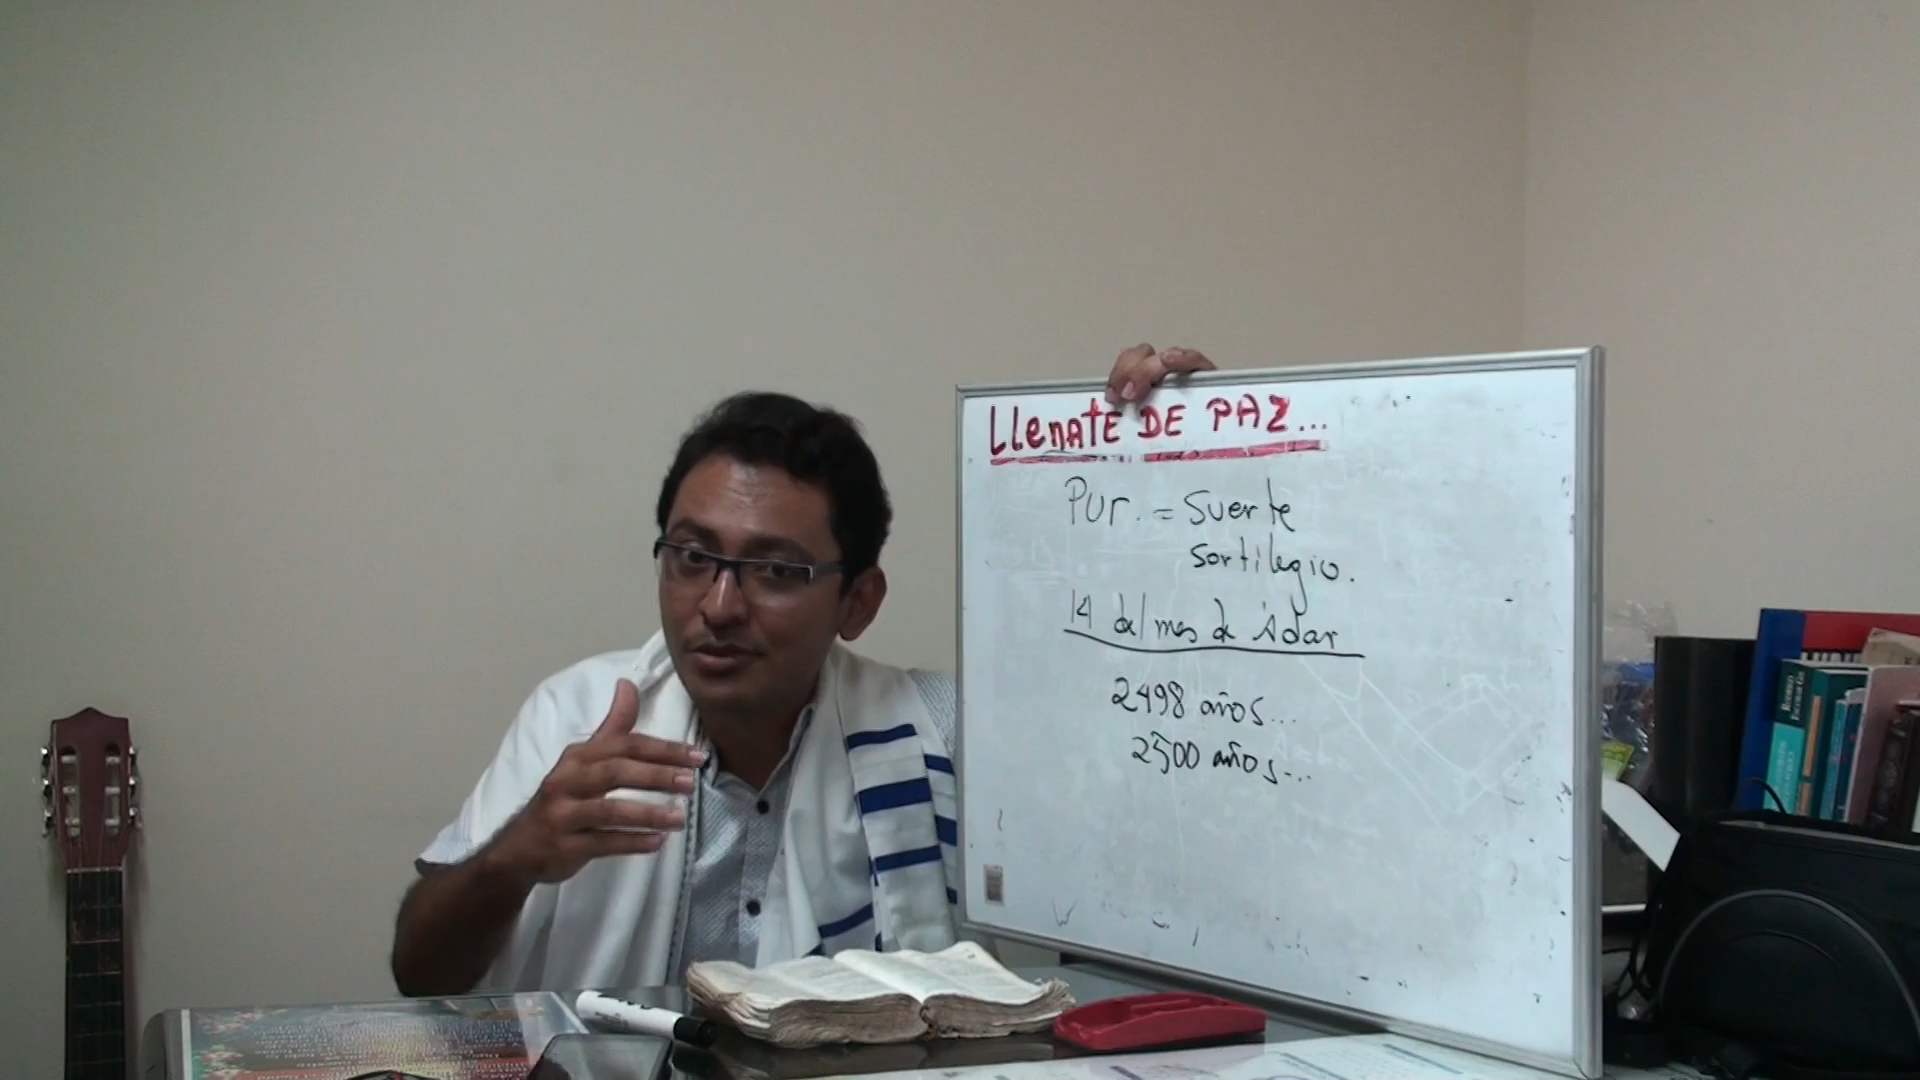 LLENATE DE PAZ...
Pur. = Suerte
Sortilegio.
14 del mes de Adar
2498 años...
2500 años...